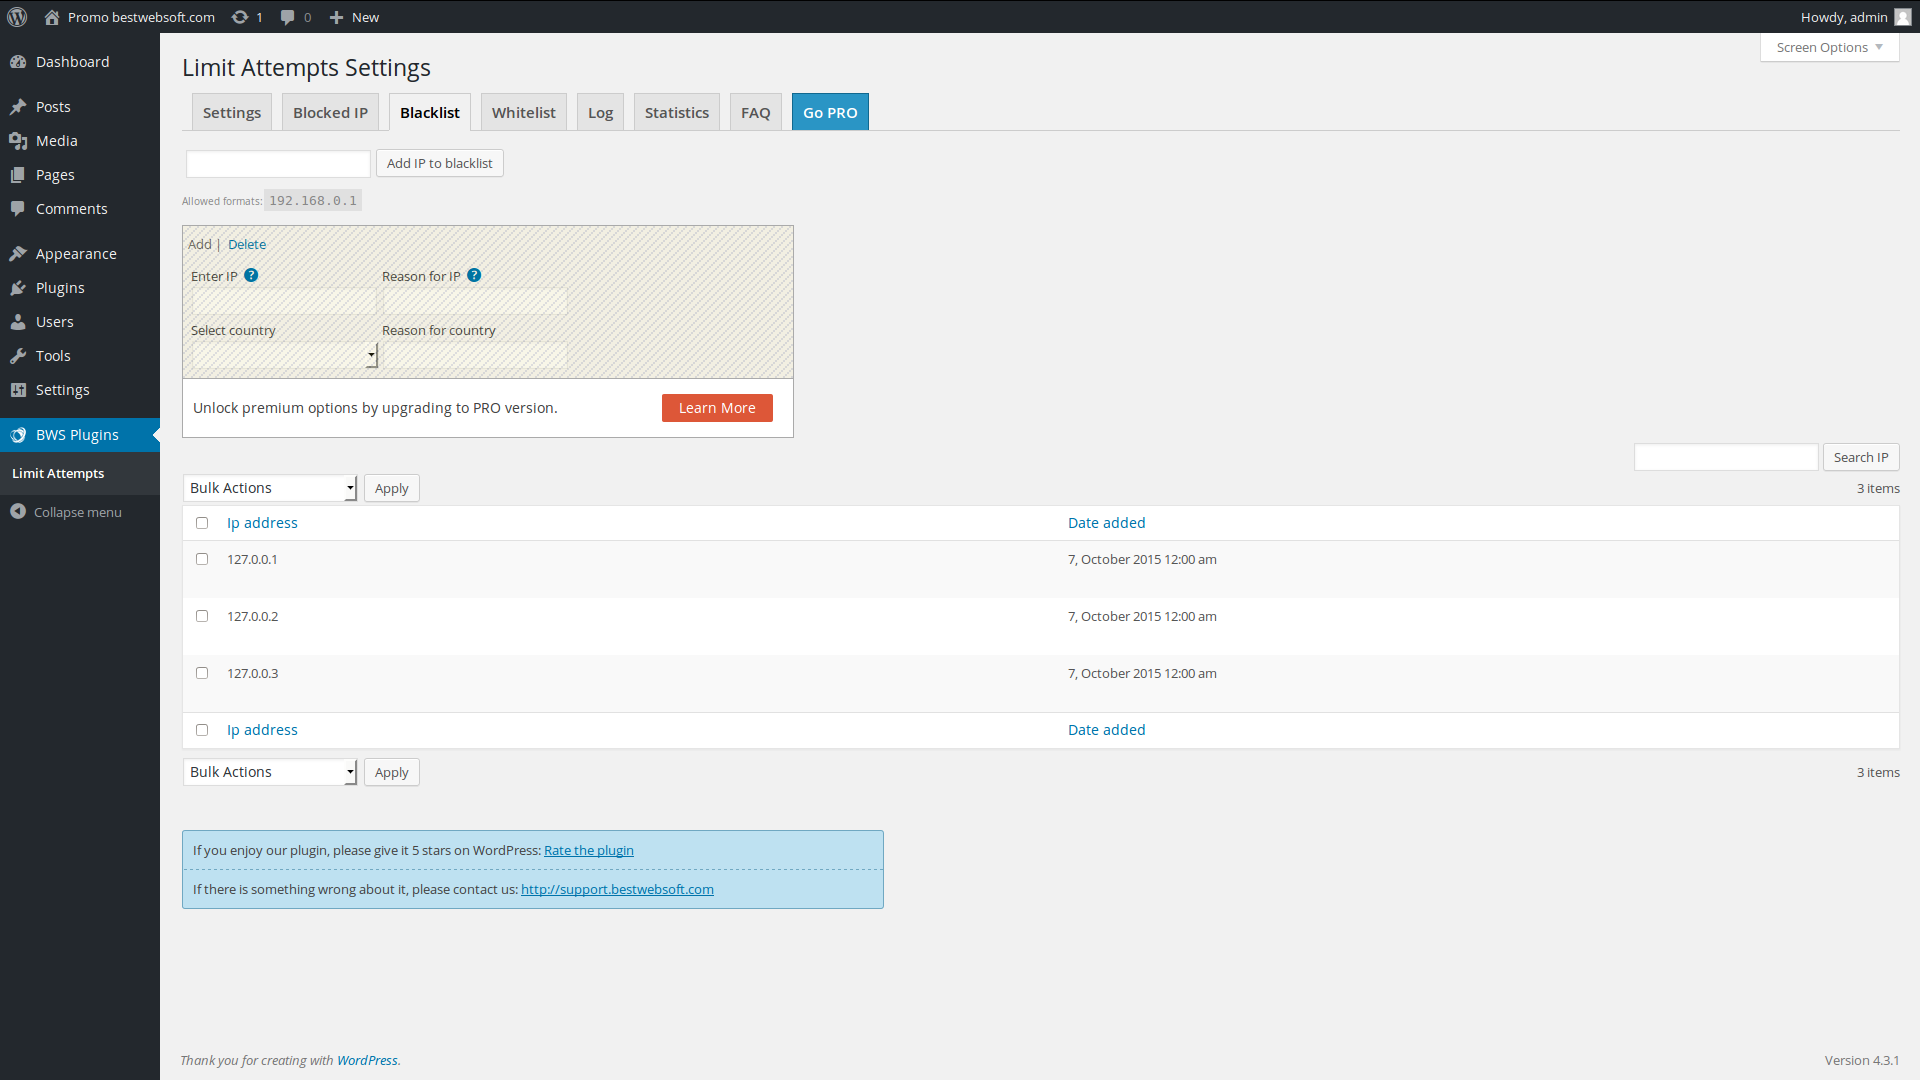 Promo bestwebsoft.com 1 0 New Howdy, admin
Screen Options
Dashboard
Posts
Media
Pages
Comments
Appearance
Plugins
Users
Tools
Settings
BWS Plugins
Limit Attempts
Collapse menu
Limit Attempts Settings
Settings Blocked IP Blacklist Whitelist Log Statistics FAQ Go PRO
Add IP to blacklist
Allowed formats: 192.168.0.1
Add | Delete
Enter IP ? Reason for IP ?
Select country Reason for country
Unlock premium options by upgrading to PRO version. Learn More
Search IP
Bulk Actions Apply 3 items
Ip address Date added
127.0.0.1 7, October 2015 12:00 am
127.0.0.2 7, October 2015 12:00 am
127.0.0.3 7, October 2015 12:00 am
Ip address Date added
Bulk Actions Apply 3 items
If you enjoy our plugin, please give it 5 stars on WordPress: Rate the plugin
If there is something wrong about it, please contact us: http://support.bestwebsoft.com
Thank you for creating with WordPress. Version 4.3.1